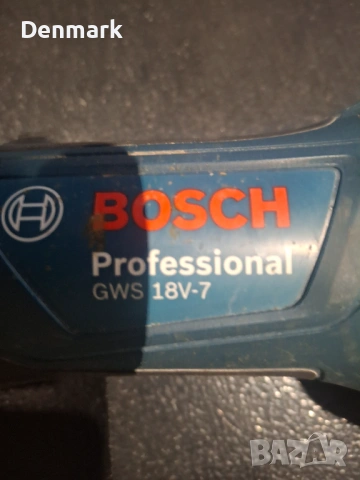 Denmark
BOSCH
Professional
GWS 18V-7
BAZAR